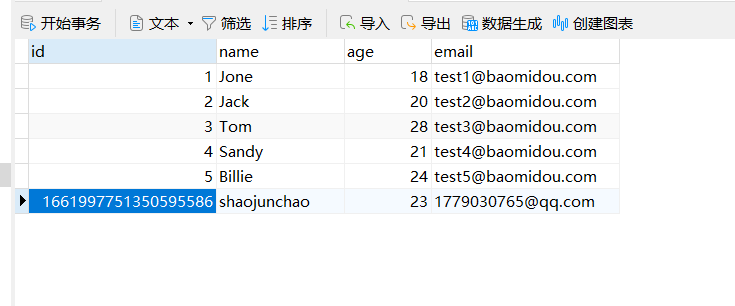 开始事务 文本 筛选 排序 导入 导出 数据生成 创建图表
id name age email
1 Jone 18 test1@baomidou.com
2 Jack 20 test2@baomidou.com
3 Tom 28 test3@baomidou.com
4 Sandy 21 test4@baomidou.com
5 Billie 24 test5@baomidou.com
1661997751350595586 shaojunchao 23 1779030765@qq.com